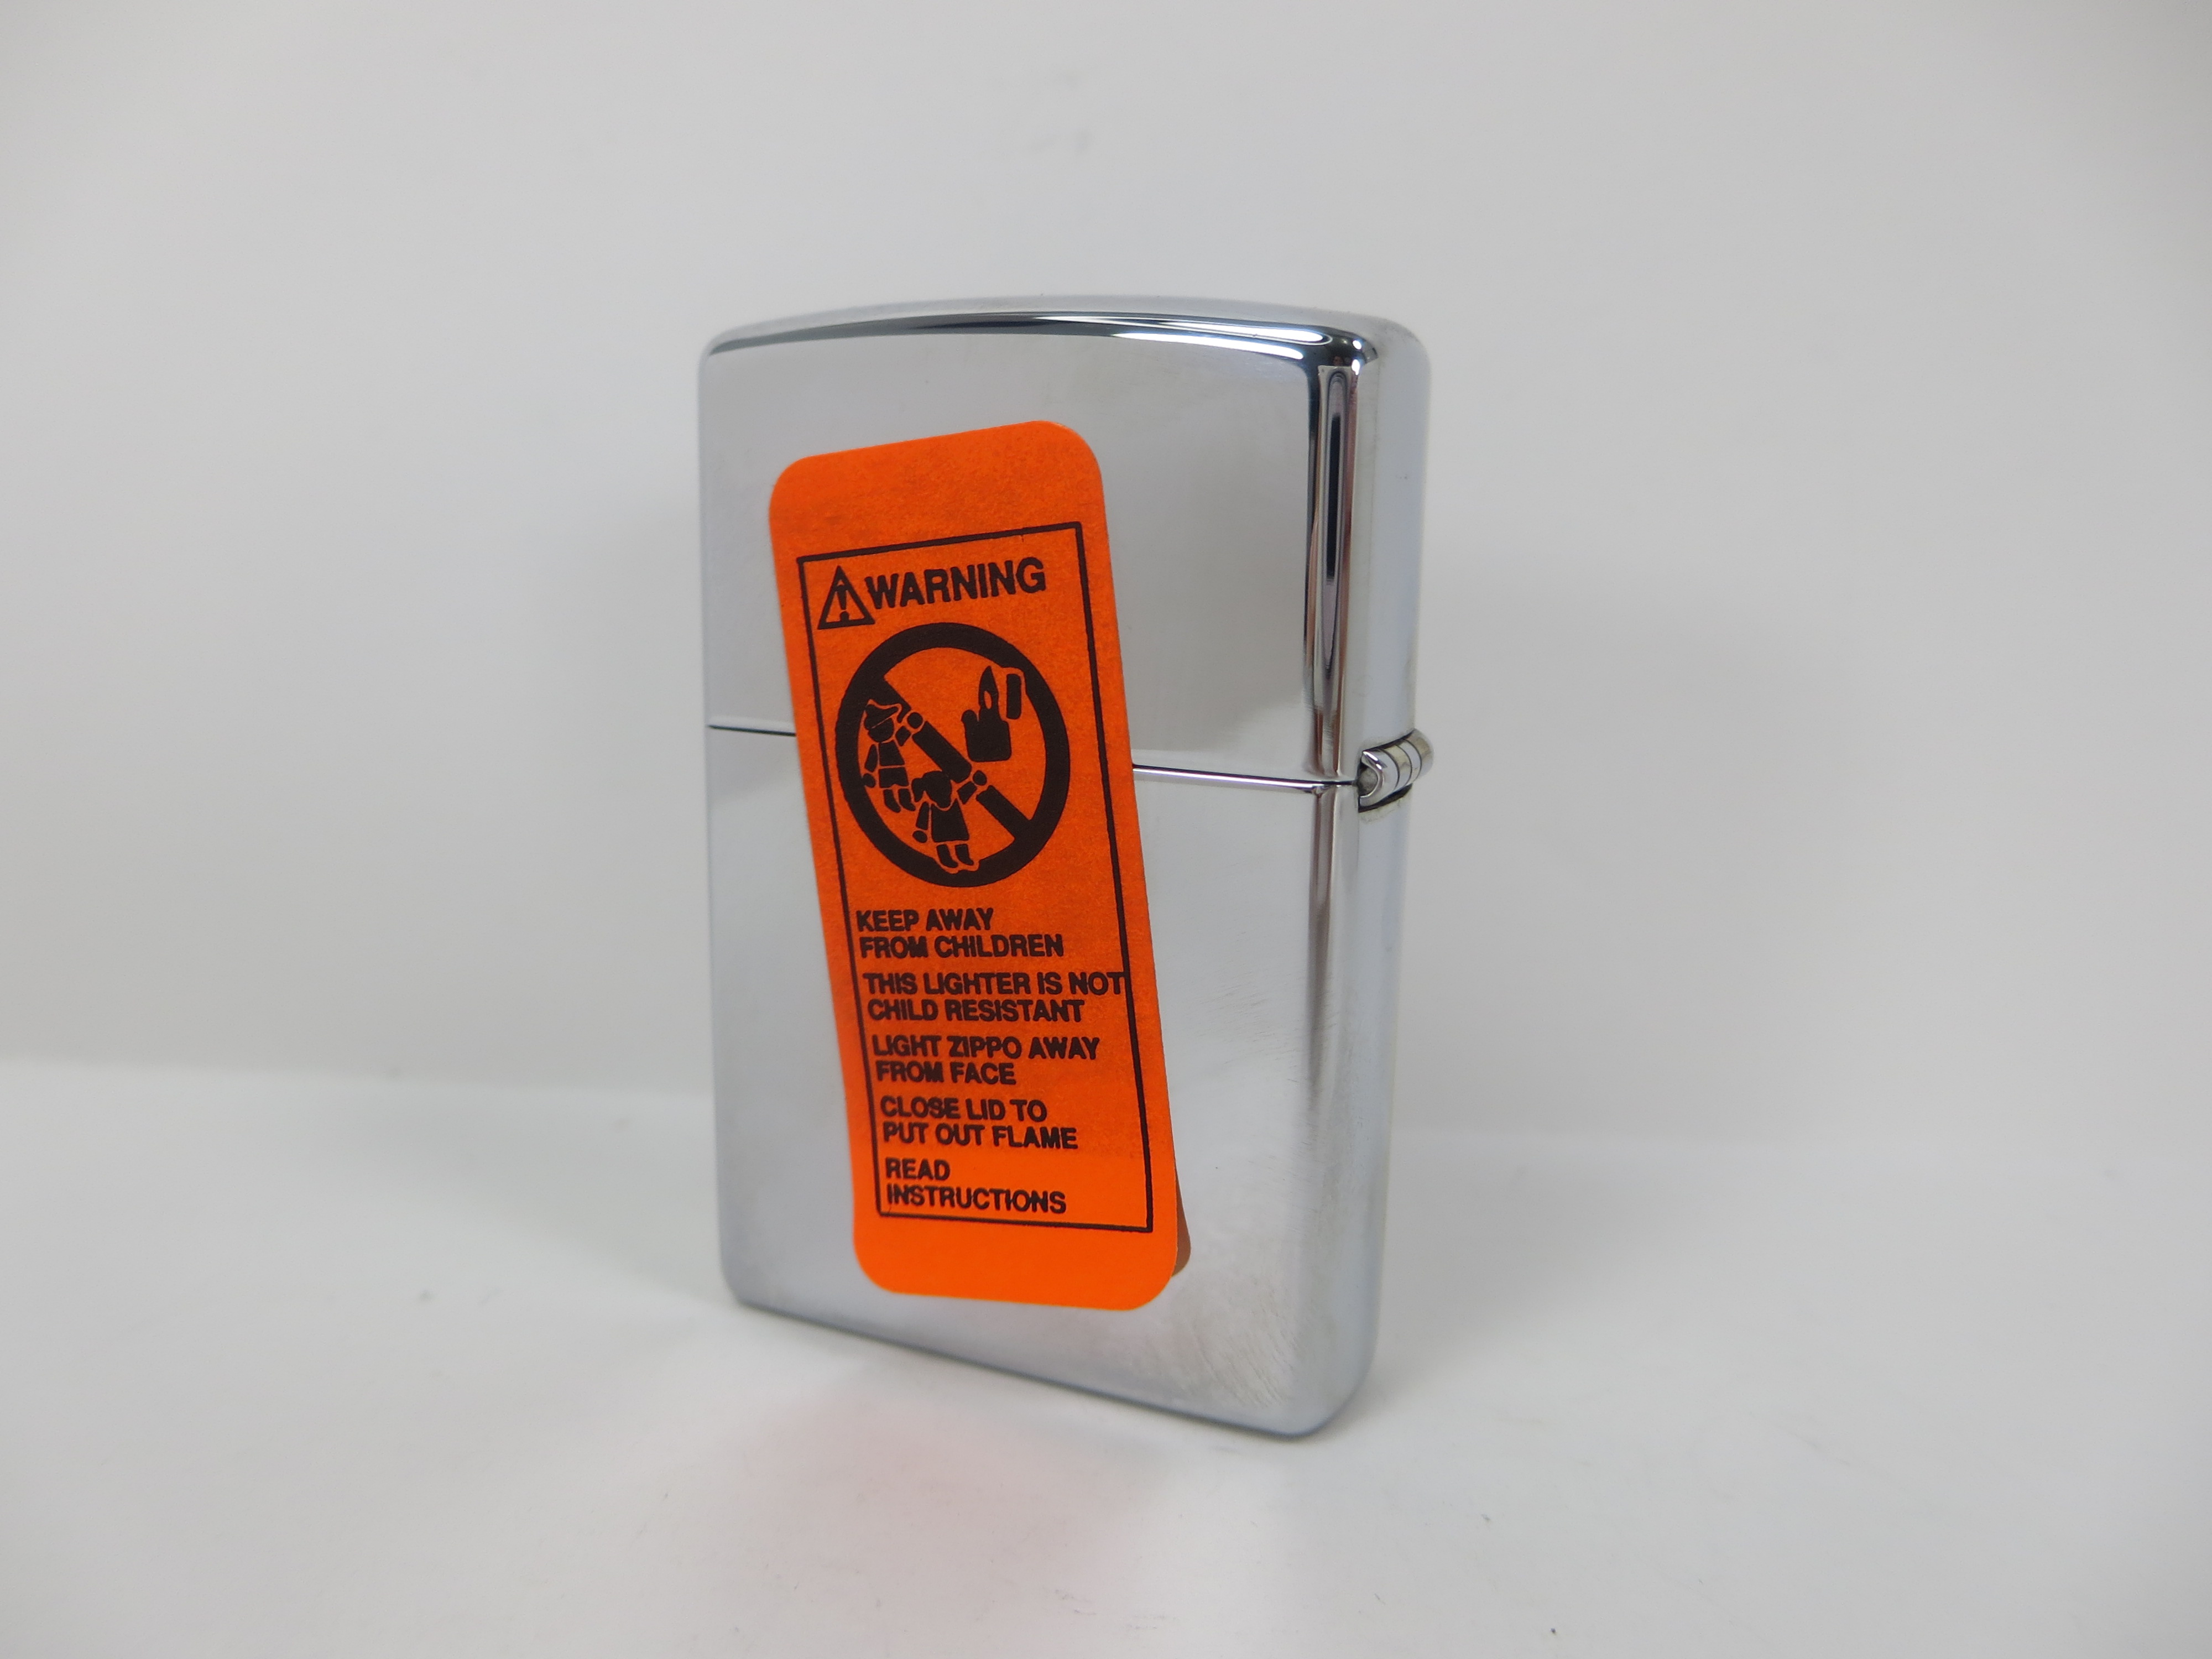 WARNING
KEEP AWAY
FROM CHILDREN
THIS LIGHTER IS NOT
CHILD RESISTANT
LIGHT ZIPPO AWAY
FROM FACE
CLOSE LID TO
PUT OUT FLAME
READ
INSTRUCTIONS